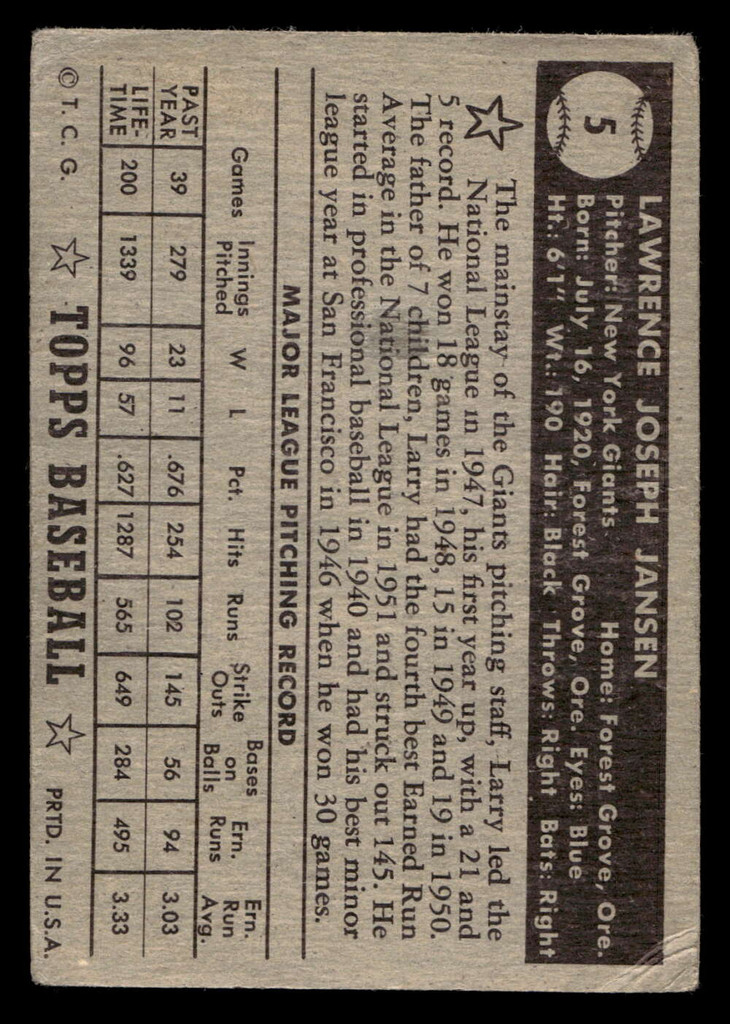 5
LAWRENCE JOSEPH JANSEN
Pitcher: New York Giants Home: Forest Grove, Ore.
Born: July 16, 1920, Forest Grove, Ore. Eyes: Blue
Ht.: 6'1" Wt.: 190 Hair: Black Throws: Right Bats: Right
The mainstay of the Giants pitching staff, Larry led the
National League in 1947, his first year up, with a 21 and
5 record. He won 18 games in 1948, 15 in 1949 and 19 in 1950.
The father of 7 children, Larry had the fourth best Earned Run
Average in the National League in 1951 and struck out 145. He
started in professional baseball in 1940 and had his best minor
league year at San Francisco in 1946 when he won 30 games.
MAJOR LEAGUE PITCHING RECORD
Games Innings Pitched W L Pct. Hits Runs Strike Outs Bases on Balls Ern. Runs Ern. Run Avg.
PAST YEAR 39 279 23 11 .676 254 102 145 56 94 3.03
LIFE-TIME 200 1339 96 57 .627 1287 565 649 284 495 3.33
© T. C. G. ☆ TOPPS BASEBALL ☆ PRTD. IN U.S.A.